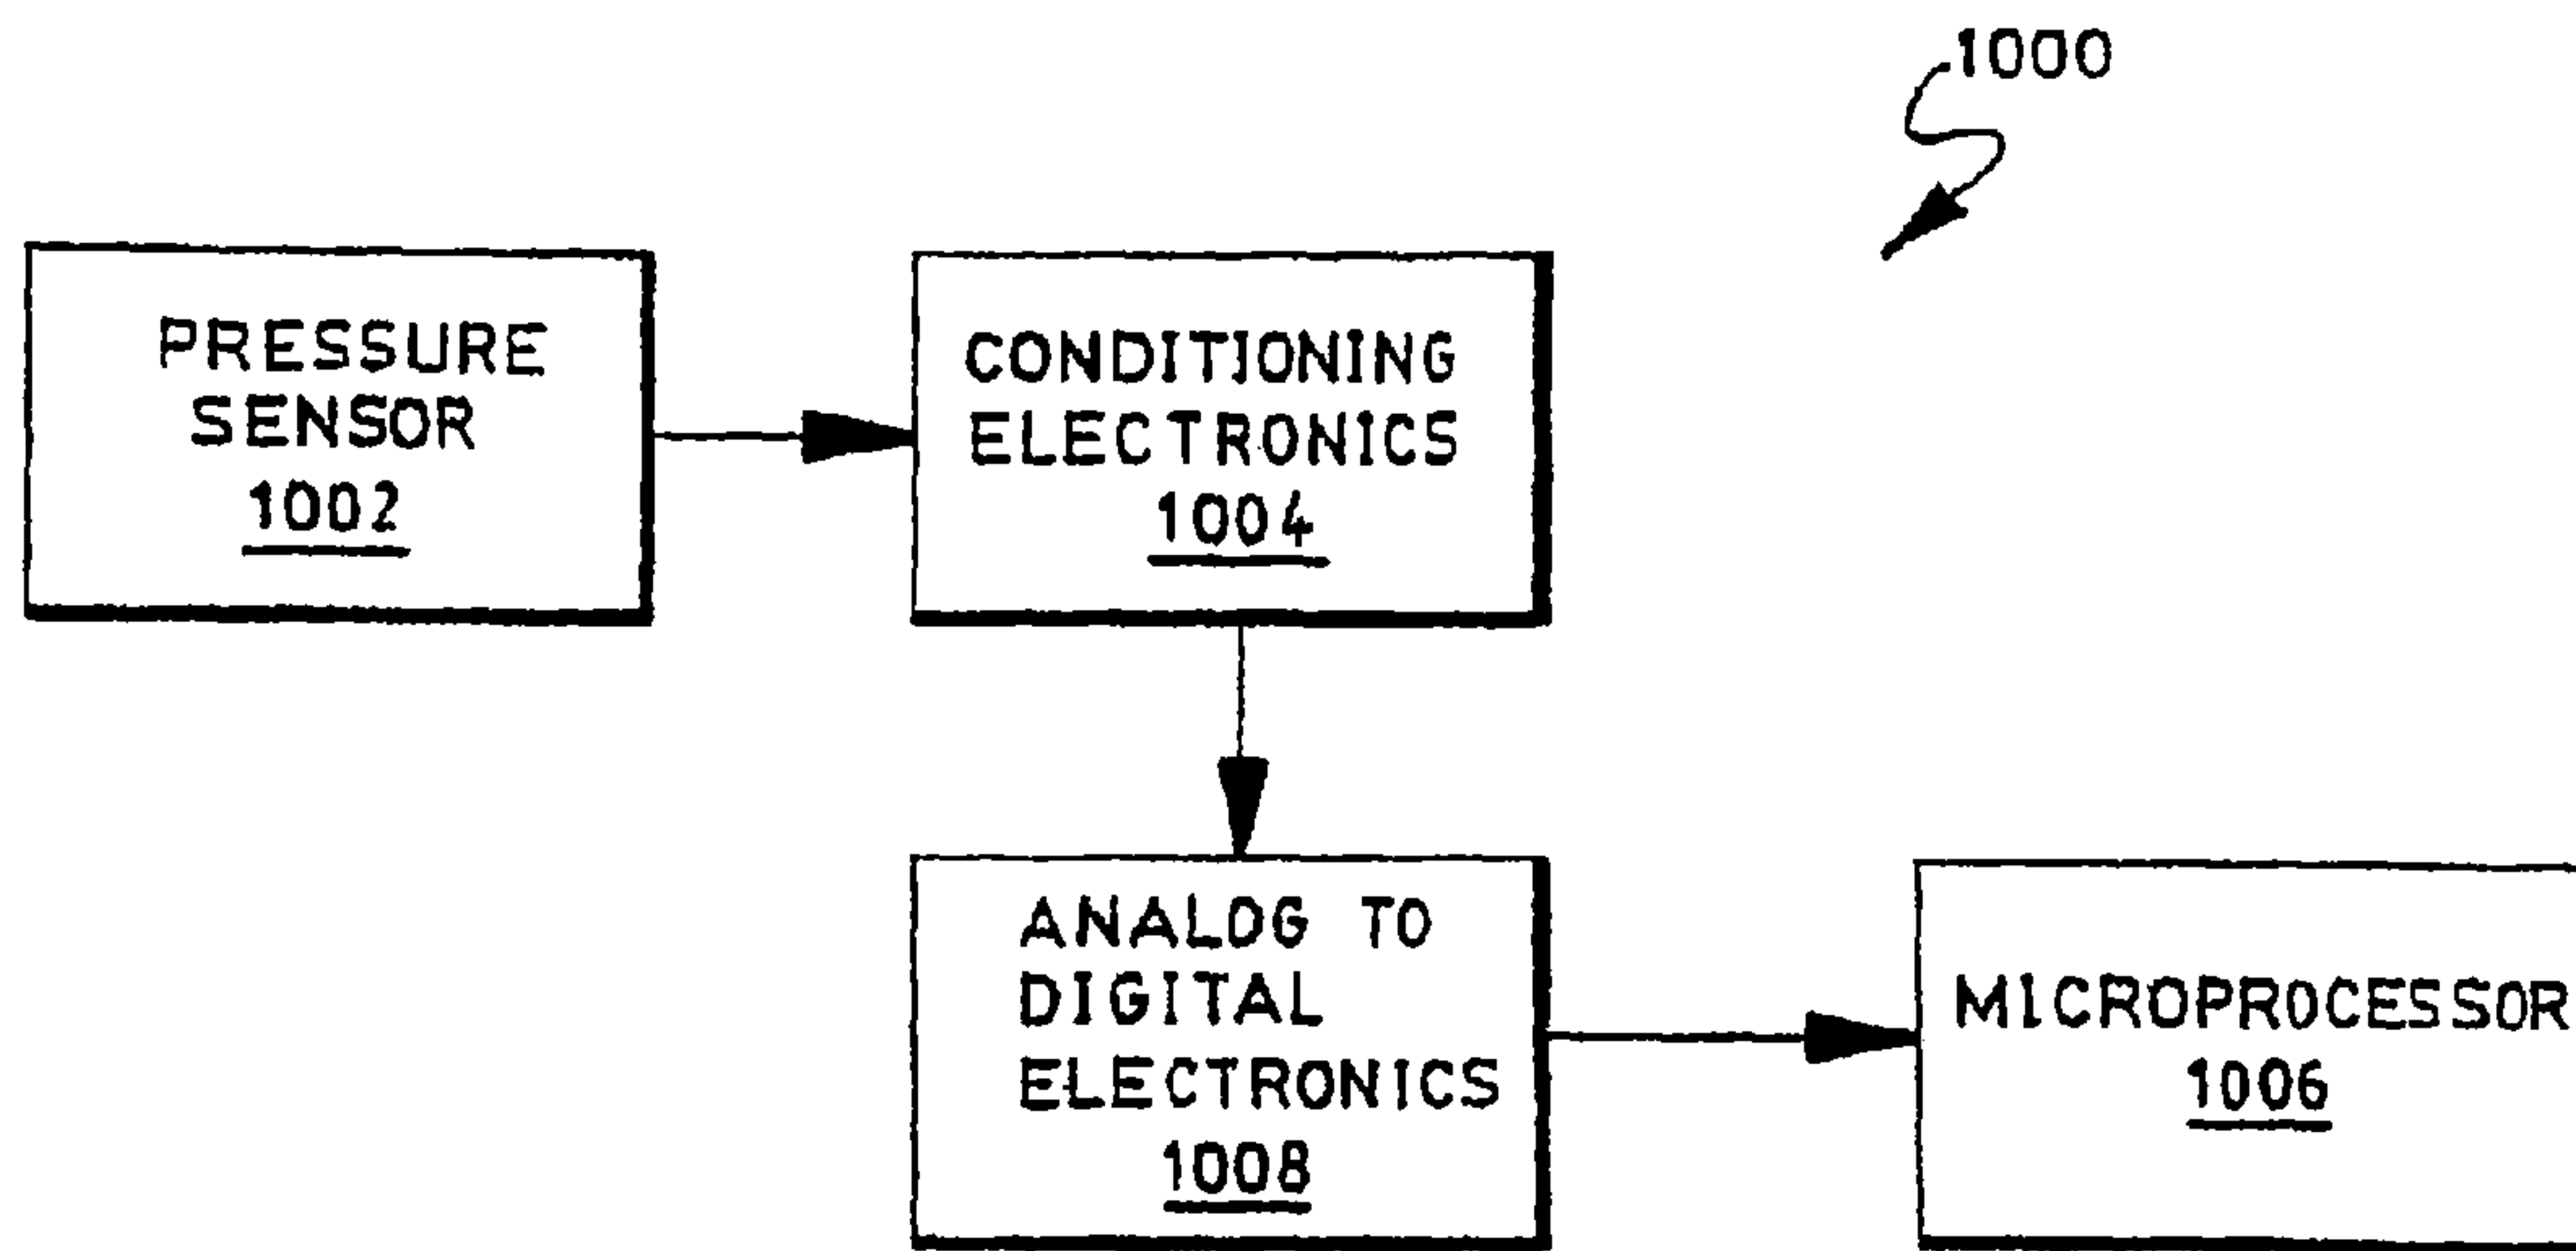 1000
PRESSURE
SENSOR
1002
CONDITIONING
ELECTRONICS
1004
ANALOG TO
DIGITAL
ELECTRONICS
1008
MICROPROCESSOR
1006